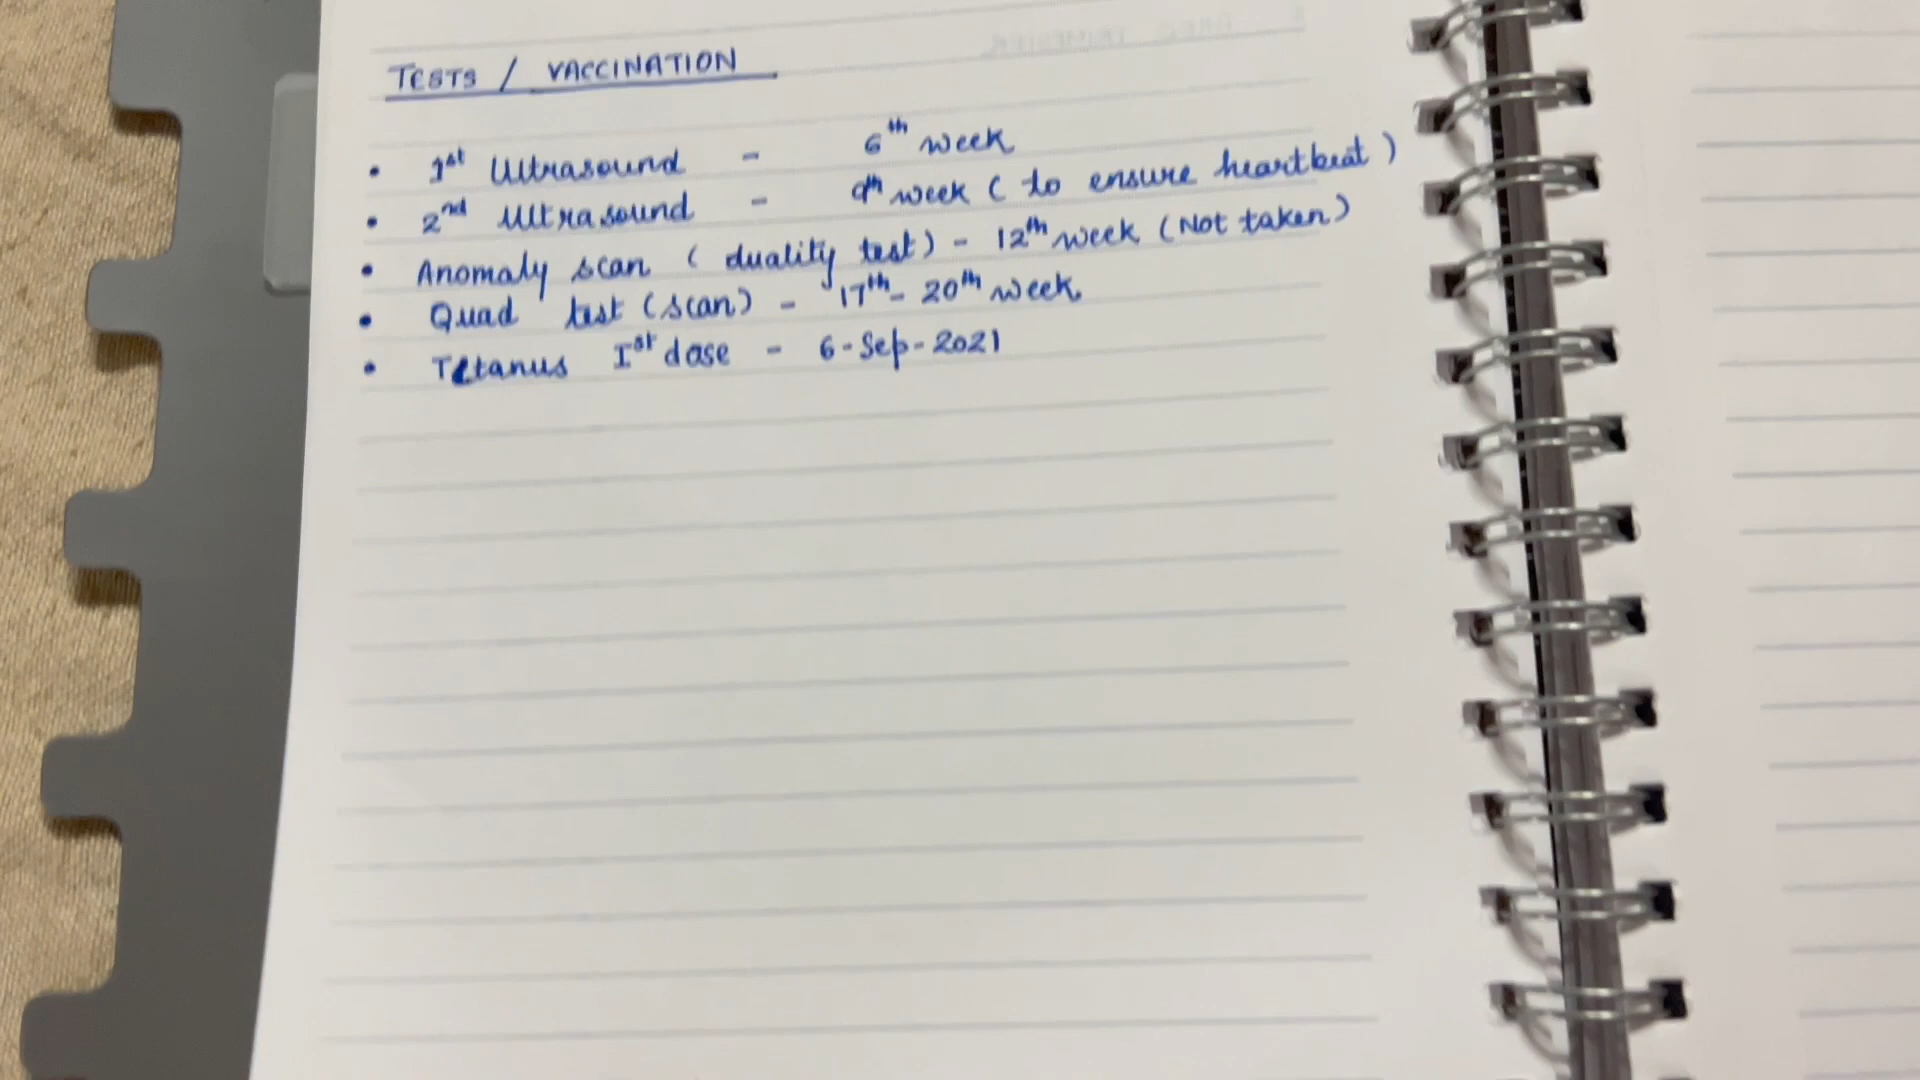 TESTS / VACCINATION
• 1st Ultrasound - 6th week
• 2nd Ultrasound - 9th week ( to ensure heartbeat )
• Anomaly scan ( duality test ) - 12th week ( Not taken )
• Quad test (scan) - 17th - 20th week
• Tetanus Ist dose - 6-Sep-2021